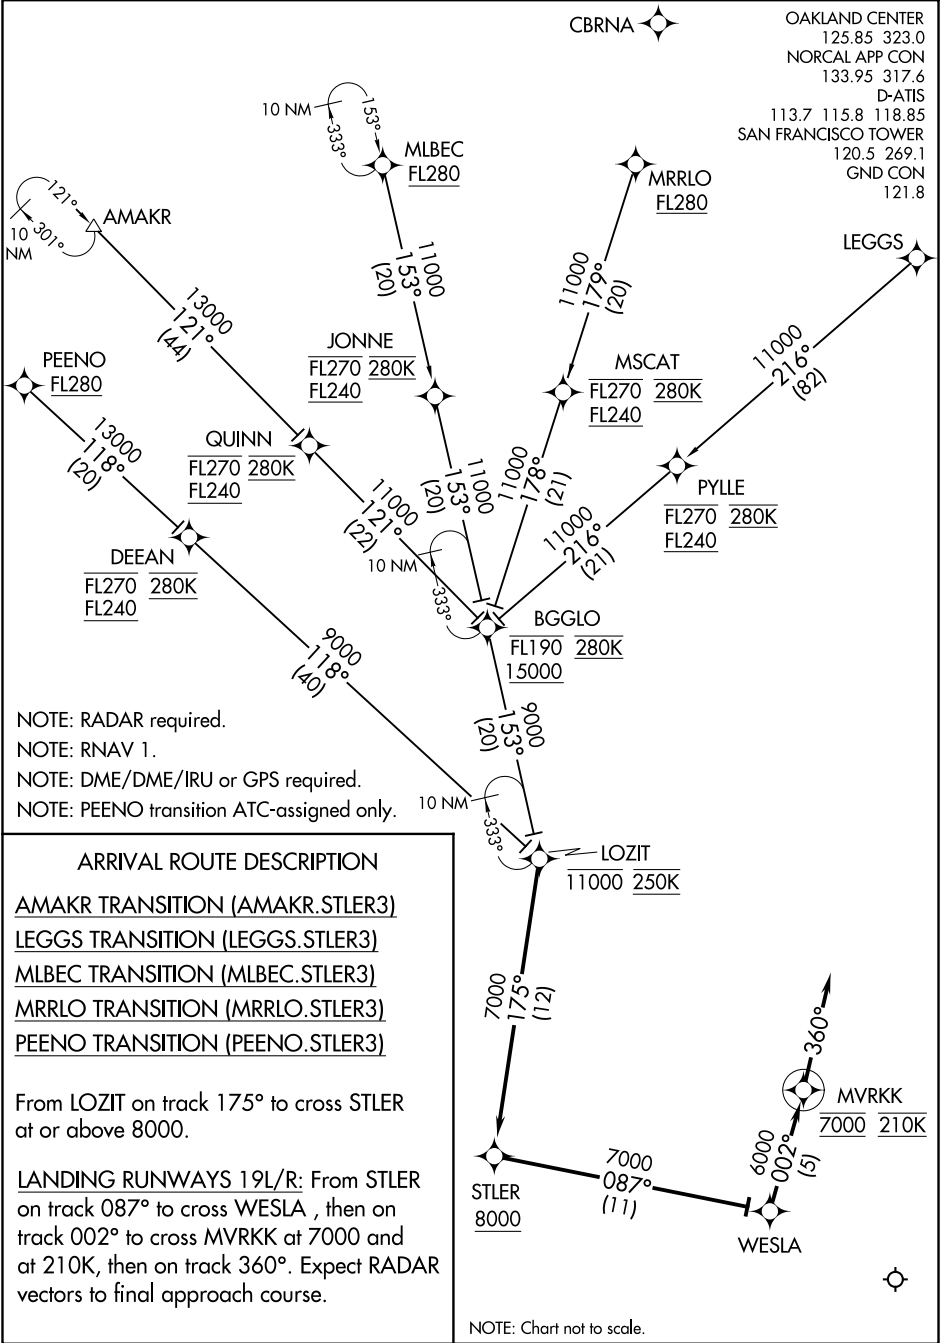 CBRNA
OAKLAND CENTER
125.85 323.0
NORCAL APP CON
133.95 317.6
D-ATIS
113.7 115.8 118.85
SAN FRANCISCO TOWER
120.5 269.1
GND CON
121.8
10 NM
153°
333°
MLBEC
FL280
MRRLO
FL280
121°
301°
10
NM
AMAKR
LEGGS
13000
121°
(44)
11000
153°
(20)
11000
179°
(20)
11000
216°
(82)
PEENO
FL280
JONNE
FL270 280K
FL240
MSCAT
FL270 280K
FL240
13000
118°
(20)
QUINN
FL270 280K
FL240
11000
121°
(22)
11000
153°
(20)
11000
178°
(21)
PYLLE
FL270 280K
FL240
11000
216°
(21)
DEEAN
FL270 280K
FL240
10 NM
333°
BGGLO
FL190 280K
15000
9000
118°
(40)
9000
153°
(20)
NOTE: RADAR required.
NOTE: RNAV 1.
NOTE: DME/DME/IRU or GPS required.
NOTE: PEENO transition ATC-assigned only.
10 NM
333°
LOZIT
11000 250K
ARRIVAL ROUTE DESCRIPTION
AMAKR TRANSITION (AMAKR.STLER3)
LEGGS TRANSITION (LEGGS.STLER3)
MLBEC TRANSITION (MLBEC.STLER3)
MRRLO TRANSITION (MRRLO.STLER3)
PEENO TRANSITION (PEENO.STLER3)
From LOZIT on track 175° to cross STLER
at or above 8000.
LANDING RUNWAYS 19L/R: From STLER
on track 087° to cross WESLA , then on
track 002° to cross MVRKK at 7000 and
at 210K, then on track 360°. Expect RADAR
vectors to final approach course.
7000
175°
(12)
360°
MVRKK
7000 210K
6000
002°
(5)
STLER
8000
7000
087°
(11)
WESLA
NOTE: Chart not to scale.